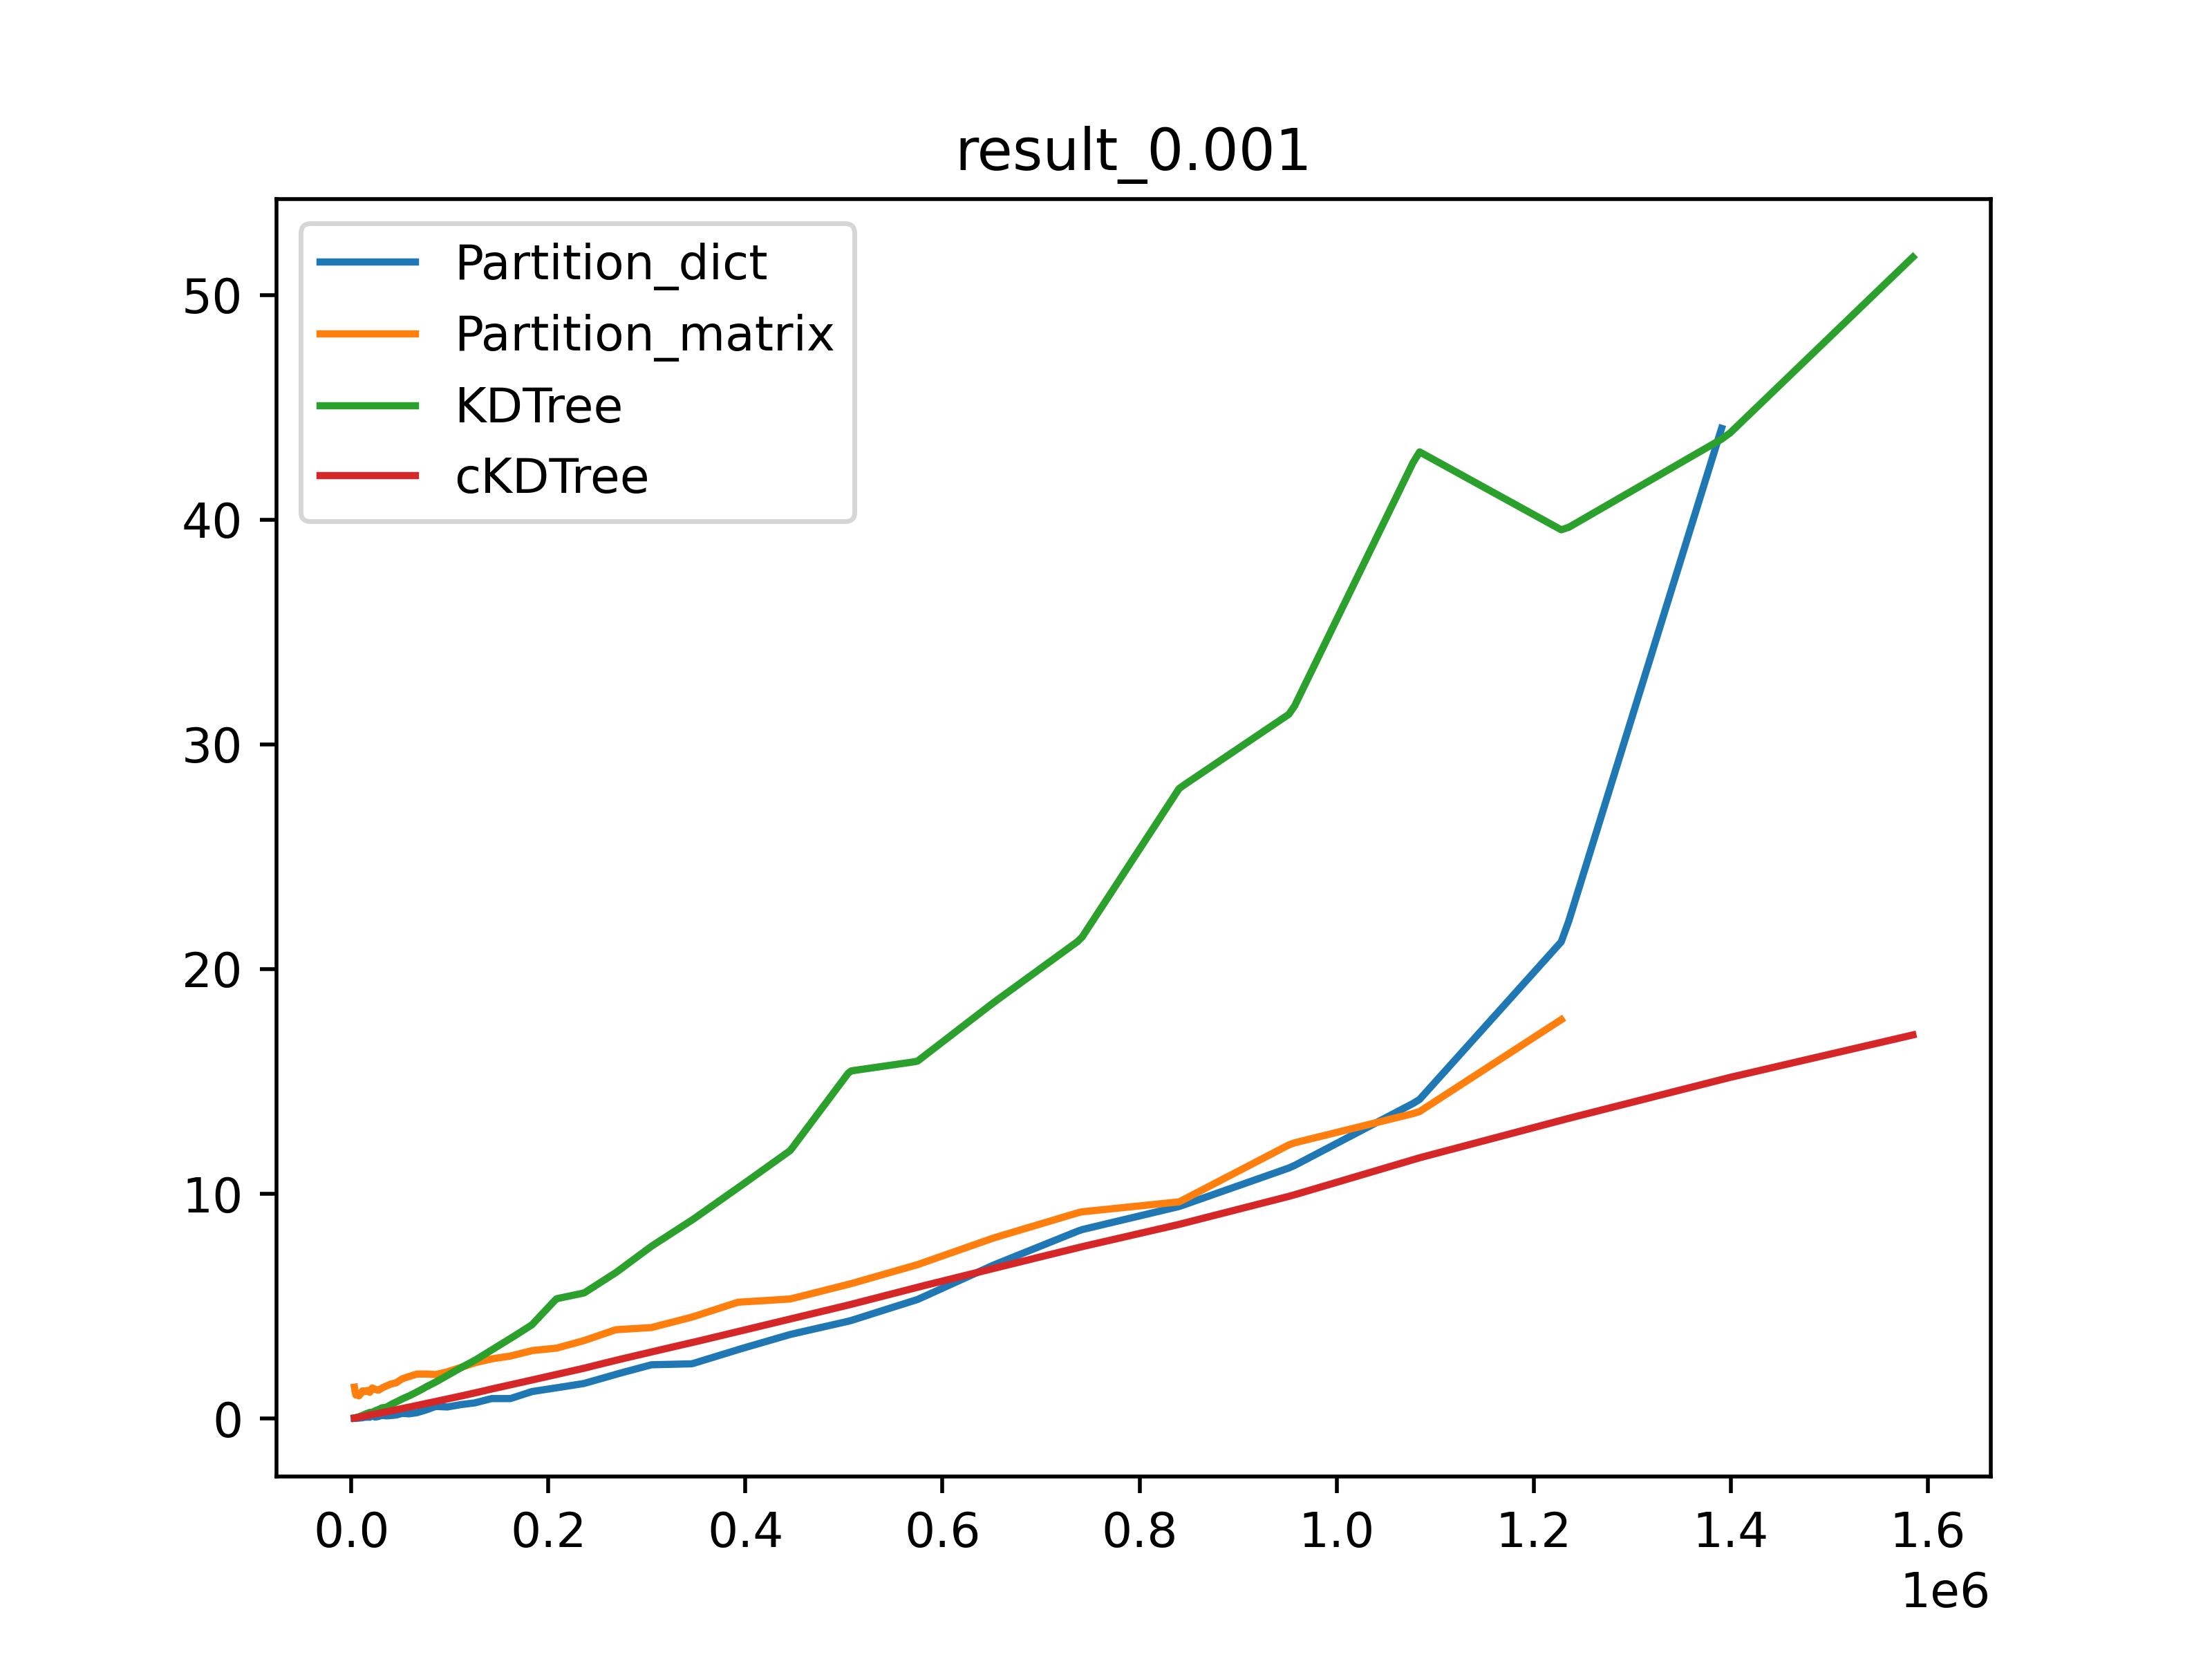 result_0.001
Partition_dict
Partition_matrix
KDTree
cKDTree
50
40
30
20
10
0
0.0 0.2 0.4 0.6 0.8 1.0 1.2 1.4 1.6
1e6